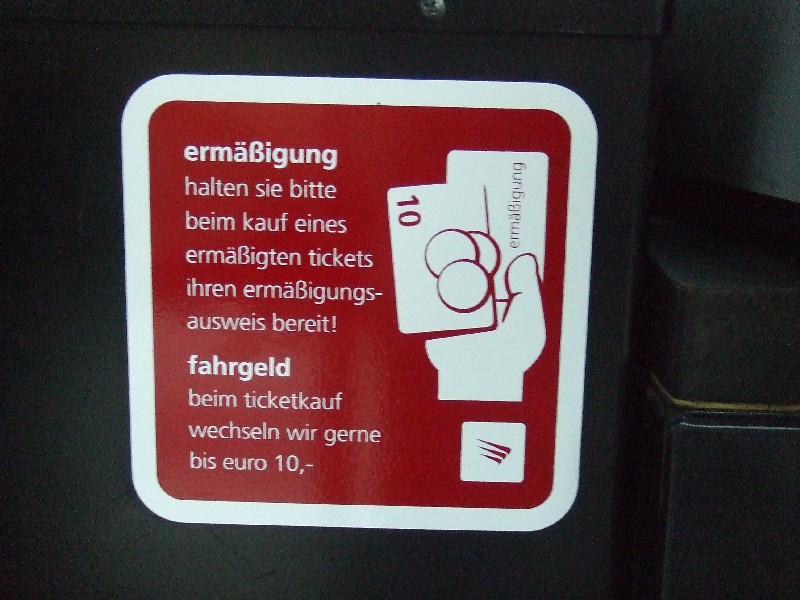 ermäßigung
halten sie bitte
beim kauf eines
ermäßigten tickets
ihren ermäßigungs-
ausweis bereit!
fahrgeld
beim ticketkauf
wechseln wir gerne
bis euro 10,-
10
ermäßigung